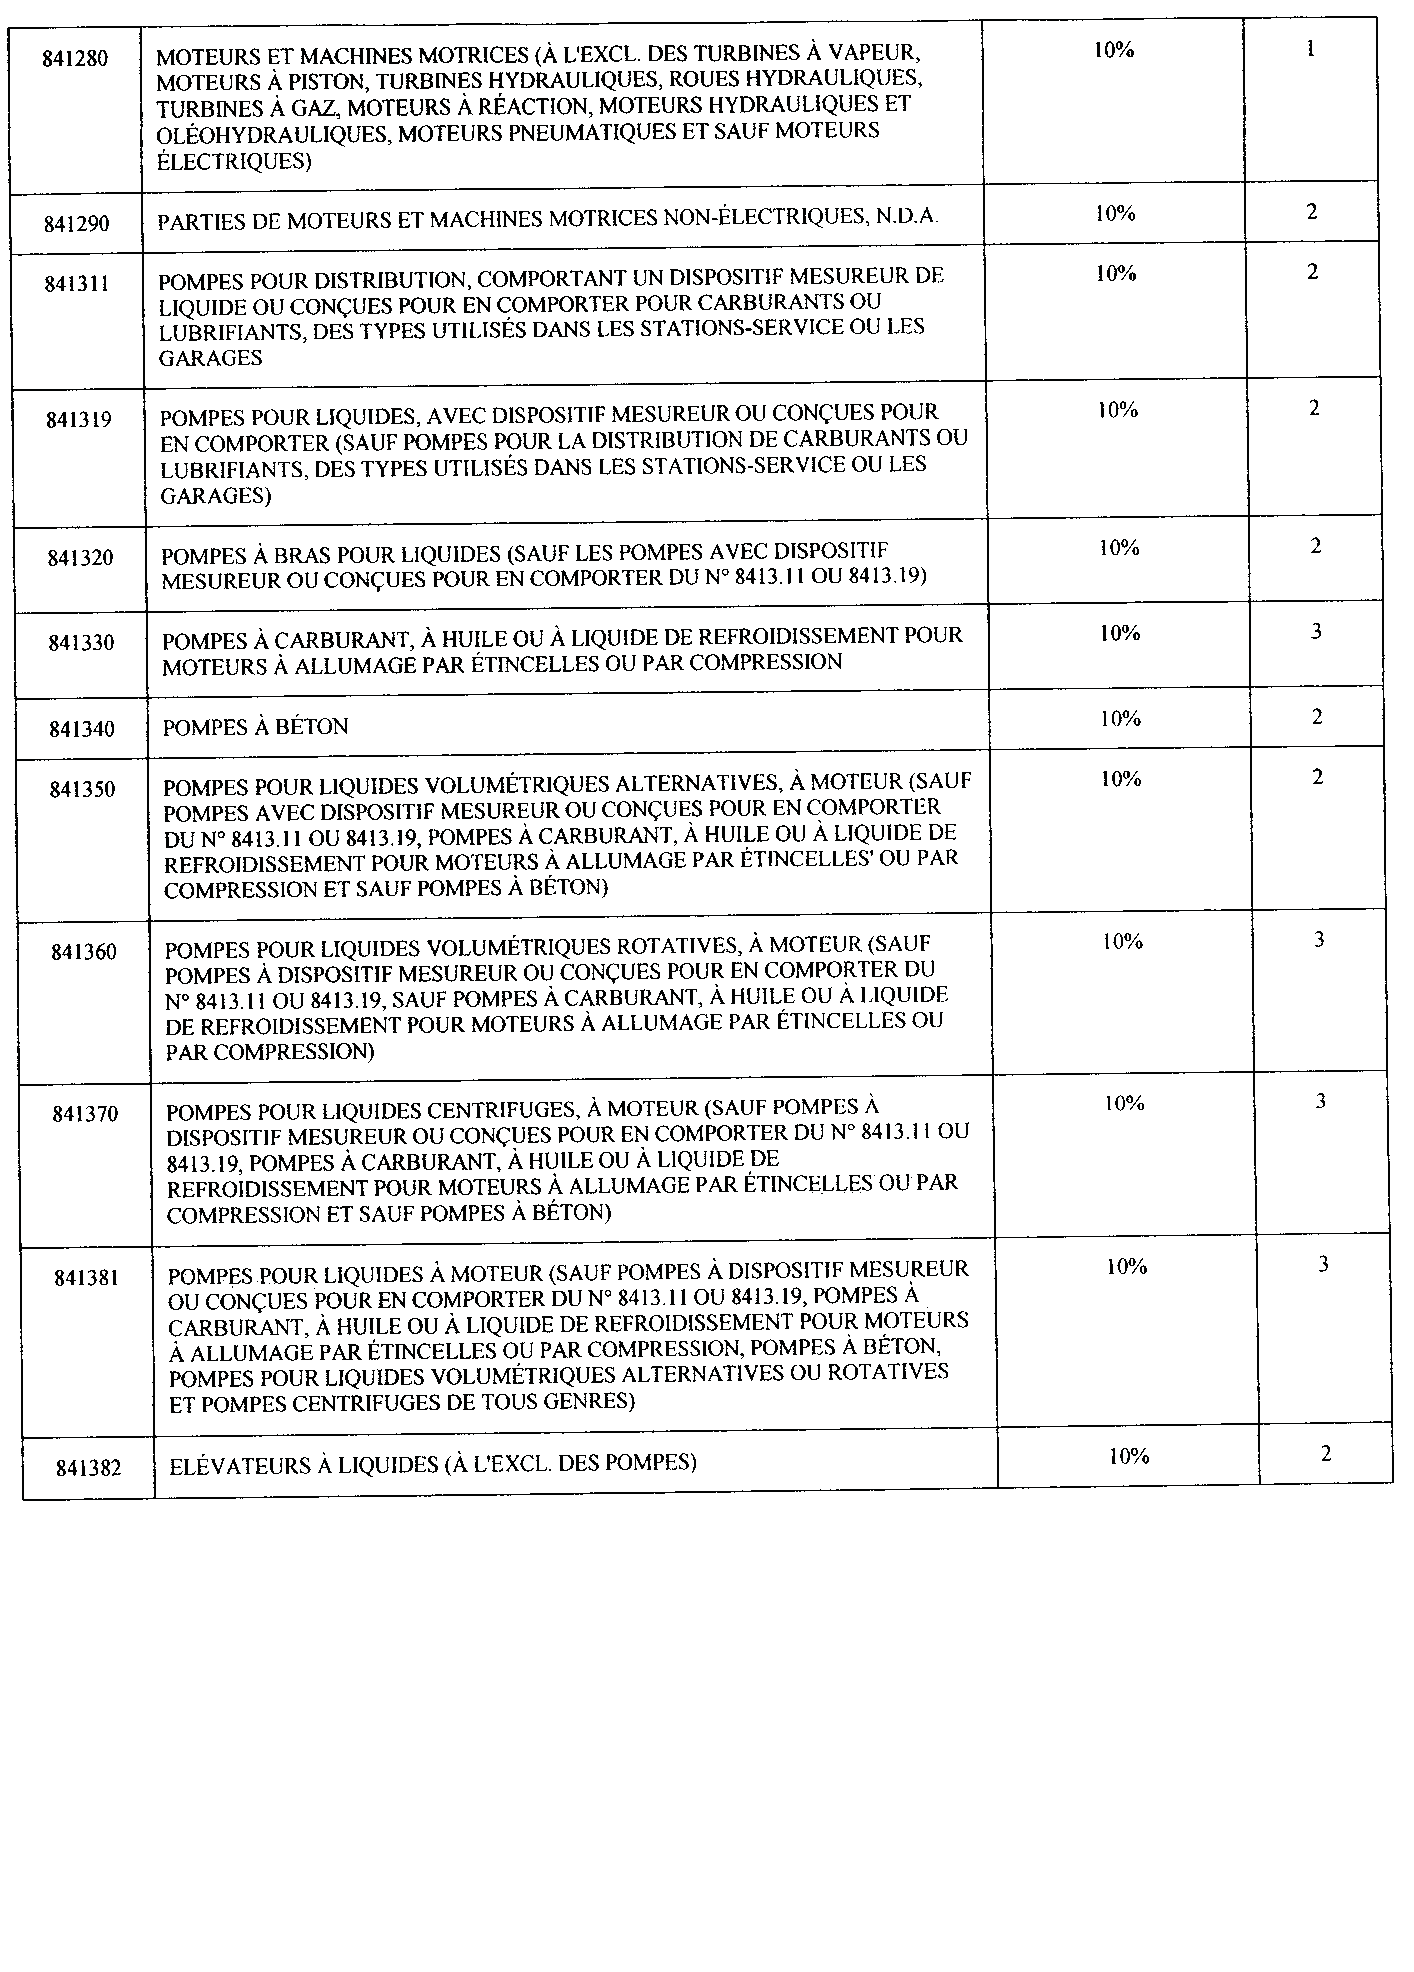 841280 MOTEURS ET MACHINES MOTRICES (À L'EXCL. DES TURBINES À VAPEUR, 10% 1
MOTEURS À PISTON, TURBINES HYDRAULIQUES, ROUES HYDRAULIQUES,
TURBINES À GAZ, MOTEURS À RÉACTION, MOTEURS HYDRAULIQUES ET
OLÉOHYDRAULIQUES, MOTEURS PNEUMATIQUES ET SAUF MOTEURS
ÉLECTRIQUES)
841290 PARTIES DE MOTEURS ET MACHINES MOTRICES NON-ÉLECTRIQUES, N.D.A. 10% 2
841311 POMPES POUR DISTRIBUTION, COMPORTANT UN DISPOSITIF MESUREUR DE 10% 2
LIQUIDE OU CONÇUES POUR EN COMPORTER POUR CARBURANTS OU
LUBRIFIANTS, DES TYPES UTILISÉS DANS LES STATIONS-SERVICE OU LES
GARAGES
841319 POMPES POUR LIQUIDES, AVEC DISPOSITIF MESUREUR OU CONÇUES POUR 10% 2
EN COMPORTER (SAUF POMPES POUR LA DISTRIBUTION DE CARBURANTS OU
LUBRIFIANTS, DES TYPES UTILISÉS DANS LES STATIONS-SERVICE OU LES
GARAGES)
841320 POMPES À BRAS POUR LIQUIDES (SAUF LES POMPES AVEC DISPOSITIF 10% 2
MESUREUR OU CONÇUES POUR EN COMPORTER DU N° 8413.11 OU 8413.19)
841330 POMPES À CARBURANT, À HUILE OU À LIQUIDE DE REFROIDISSEMENT POUR 10% 3
MOTEURS À ALLUMAGE PAR ÉTINCELLES OU PAR COMPRESSION
841340 POMPES À BÉTON 10% 2
841350 POMPES POUR LIQUIDES VOLUMÉTRIQUES ALTERNATIVES, À MOTEUR (SAUF 10% 2
POMPES AVEC DISPOSITIF MESUREUR OU CONÇUES POUR EN COMPORTER
DU N° 8413.11 OU 8413.19, POMPES À CARBURANT, À HUILE OU À LIQUIDE DE
REFROIDISSEMENT POUR MOTEURS À ALLUMAGE PAR ÉTINCELLES' OU PAR
COMPRESSION ET SAUF POMPES À BÉTON)
841360 POMPES POUR LIQUIDES VOLUMÉTRIQUES ROTATIVES, À MOTEUR (SAUF 10% 3
POMPES À DISPOSITIF MESUREUR OU CONÇUES POUR EN COMPORTER DU
N° 8413.11 OU 8413.19, SAUF POMPES À CARBURANT, À HUILE OU À LIQUIDE
DE REFROIDISSEMENT POUR MOTEURS À ALLUMAGE PAR ÉTINCELLES OU
PAR COMPRESSION)
841370 POMPES POUR LIQUIDES CENTRIFUGES, À MOTEUR (SAUF POMPES À 10% 3
DISPOSITIF MESUREUR OU CONÇUES POUR EN COMPORTER DU N° 8413.11 OU
8413.19, POMPES À CARBURANT, À HUILE OU À LIQUIDE DE
REFROIDISSEMENT POUR MOTEURS À ALLUMAGE PAR ÉTINCELLES OU PAR
COMPRESSION ET SAUF POMPES À BÉTON)
841381 POMPES POUR LIQUIDES À MOTEUR (SAUF POMPES À DISPOSITIF MESUREUR 10% 3
OU CONÇUES POUR EN COMPORTER DU N° 8413.11 OU 8413.19, POMPES À
CARBURANT, À HUILE OU À LIQUIDE DE REFROIDISSEMENT POUR MOTEURS
À ALLUMAGE PAR ÉTINCELLES OU PAR COMPRESSION, POMPES À BÉTON,
POMPES POUR LIQUIDES VOLUMÉTRIQUES ALTERNATIVES OU ROTATIVES
ET POMPES CENTRIFUGES DE TOUS GENRES)
841382 ELÉVATEURS À LIQUIDES (À L'EXCL. DES POMPES) 10% 2